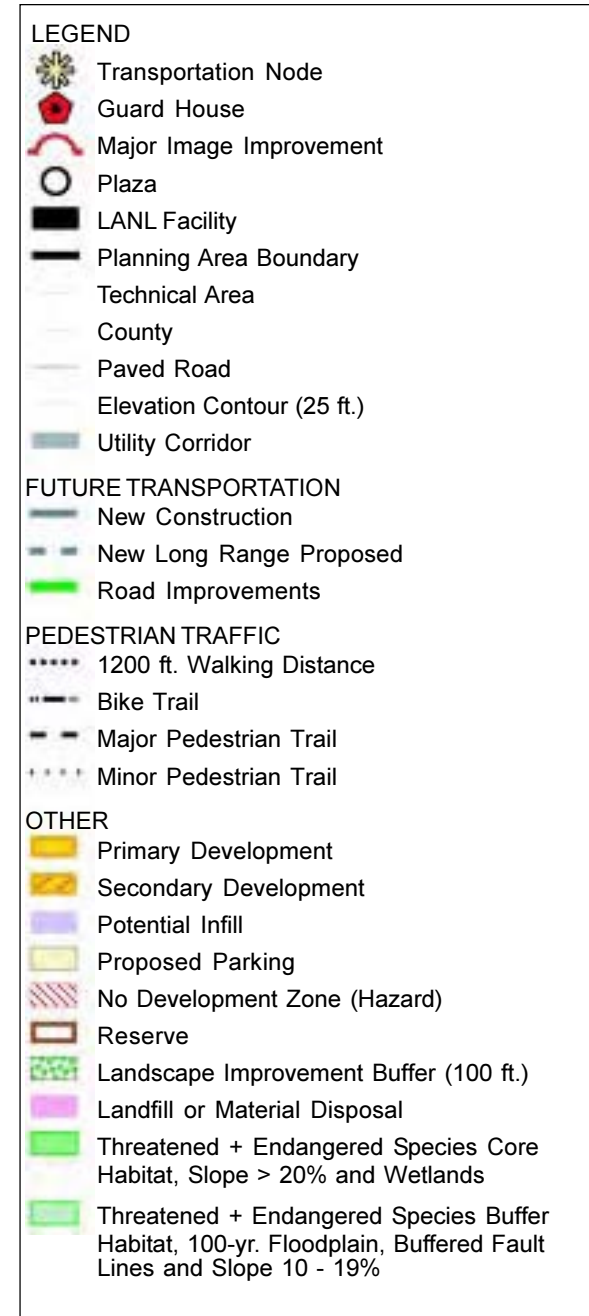 LEGEND
Transportation Node
Guard House
Major Image Improvement
Plaza
LANL Facility
Planning Area Boundary
Technical Area
County
Paved Road
Elevation Contour (25 ft.)
Utility Corridor
FUTURE TRANSPORTATION
New Construction
New Long Range Proposed
Road Improvements
PEDESTRIAN TRAFFIC
1200 ft. Walking Distance
Bike Trail
Major Pedestrian Trail
Minor Pedestrian Trail
OTHER
Primary Development
Secondary Development
Potential Infill
Proposed Parking
No Development Zone (Hazard)
Reserve
Landscape Improvement Buffer (100 ft.)
Landfill or Material Disposal
Threatened + Endangered Species Core
Habitat, Slope > 20% and Wetlands
Threatened + Endangered Species Buffer
Habitat, 100-yr. Floodplain, Buffered Fault
Lines and Slope 10 - 19%